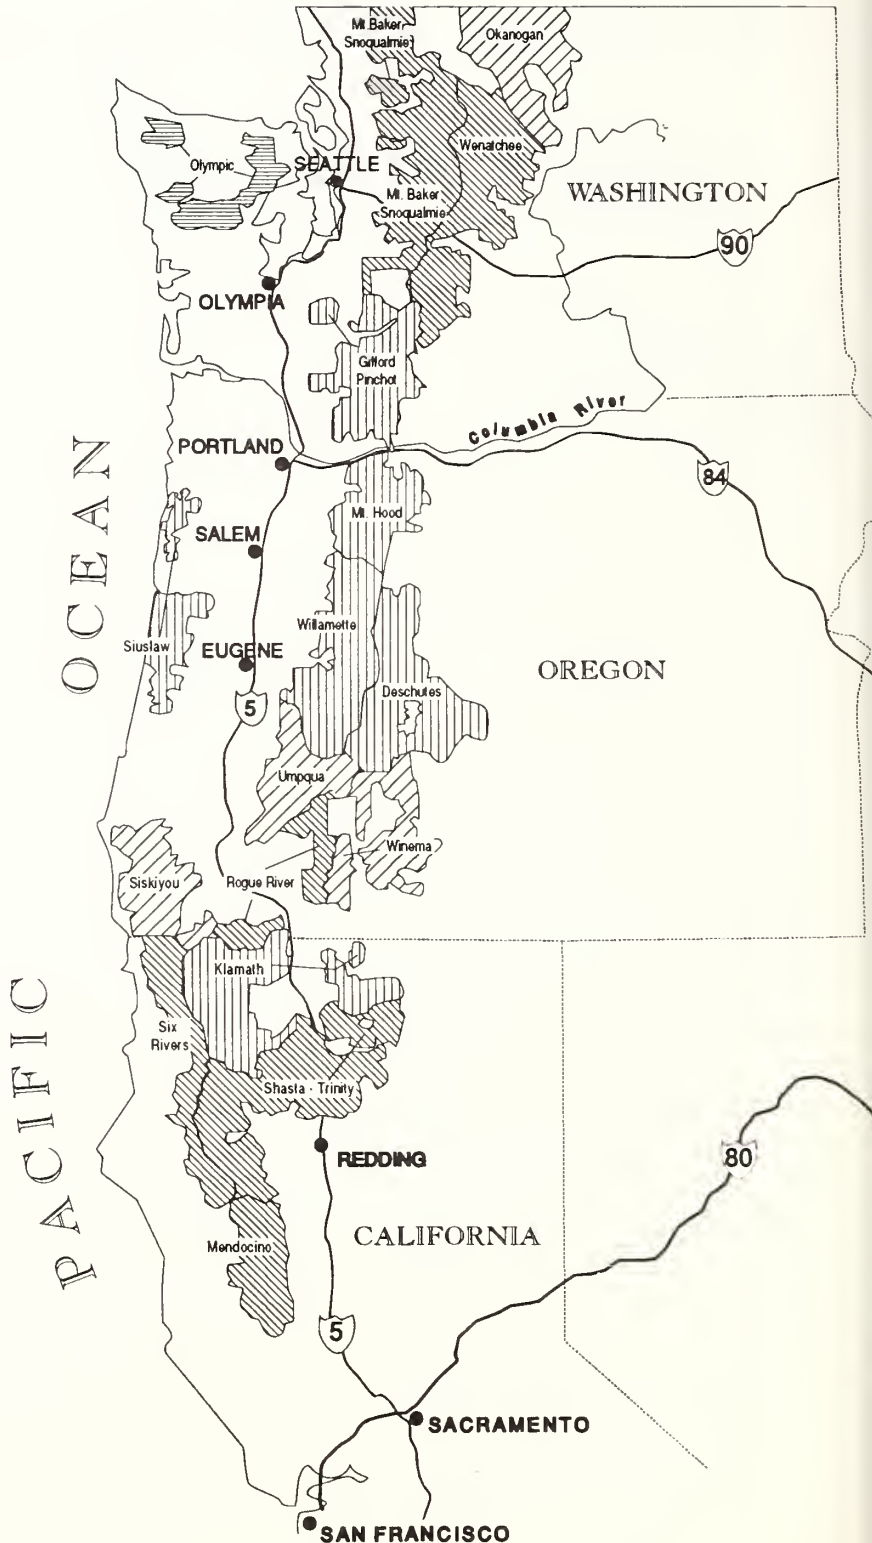 Mt. Baker
Snoqualmie
Okanogan
Olympic
SEATTLE
Wenatchee
Mt. Baker
Snoqualmie
WASHINGTON
90
OLYMPIA
Gifford
Pinchot
Columbia River
PORTLAND
84
OCEAN
Mt. Hood
SALEM
Willamette
Siuslaw
EUGENE
OREGON
Deschutes
5
Umpqua
Winema
Siskiyou
Rogue River
Klamath
PACIFIC
Six
Rivers
Shasta - Trinity
REDDING
80
CALIFORNIA
Mendocino
5
SACRAMENTO
SAN FRANCISCO